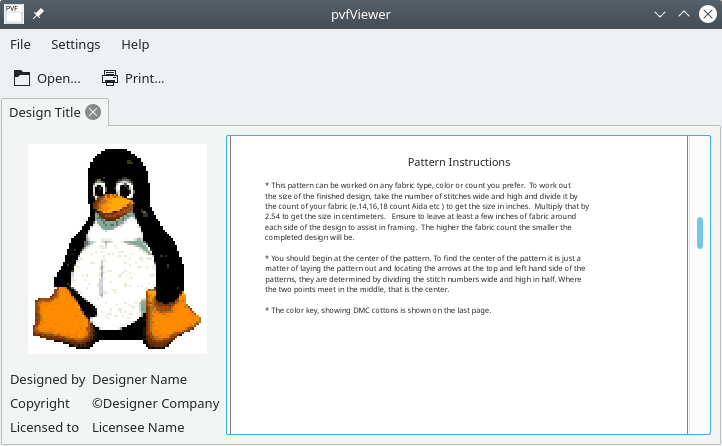 PVF
pvfViewer
File Settings Help
Open... Print...
Design Title
Pattern Instructions
* This pattern can be worked on any fabric type, color or count you prefer. To work out
the size of the finished design, take the number of stitches wide and high and divide it by
the count of your fabric (e.14,16,18 count Aida etc ) to get the size in inches. Multiply that by
2.54 to get the size in centimeters. Ensure to leave at least a few inches of fabric around
each side of the design to assist in framing. The higher the fabric count the smaller the
completed design will be.
* You should begin at the center of the pattern. To find the center of the pattern it is just a
matter of laying the pattern out and locating the arrows at the top and left hand side of the
patterns, they are determined by dividing the stitch numbers wide and high in half. Where
the two points meet in the middle, that is the center.
* The color key, showing DMC cottons is shown on the last page.
Designed by Designer Name
Copyright ©Designer Company
Licensed to Licensee Name